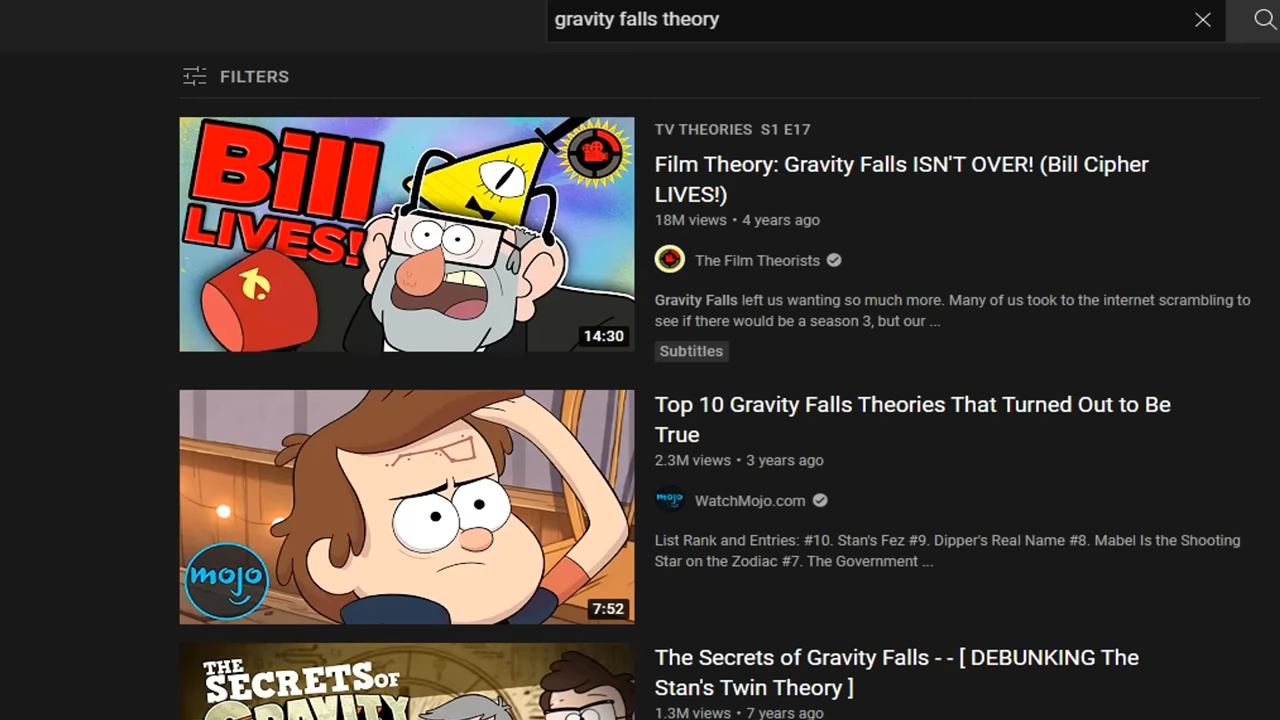 gravity falls theory
FILTERS
Bill
LIVES!
14:30
TV THEORIES S1 E17
Film Theory: Gravity Falls ISN'T OVER! (Bill Cipher
LIVES!)
18M views • 4 years ago
The Film Theorists
Gravity Falls left us wanting so much more. Many of us took to the internet scrambling to
see if there would be a season 3, but our ...
Subtitles
mojo
7:52
Top 10 Gravity Falls Theories That Turned Out to Be
True
2.3M views • 3 years ago
mojo
WatchMojo.com
List Rank and Entries: #10. Stan's Fez #9. Dipper's Real Name #8. Mabel Is the Shooting
Star on the Zodiac #7. The Government ...
THE
SECRETS OF
GRAVITY
The Secrets of Gravity Falls - - [ DEBUNKING The
Stan's Twin Theory ]
1.3M views • 7 years ago